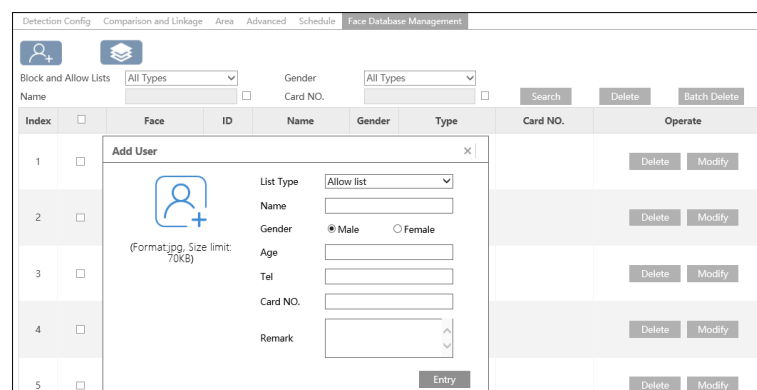 Detection Config Comparison and Linkage Area Advanced Schedule Face Database Management
Block and Allow Lists All Types Gender All Types
Name Card NO. Search Delete Batch Delete
Index Face ID Name Gender Type Card NO. Operate
Add User
1 Delete Modify
List Type Allow list
Name
2 Delete Modify
Gender Male Female
(Format:jpg, Size limit:
70KB)
Age
3 Tel Delete Modify
Card NO.
4 Delete Modify
Remark
Entry
5 Delete Modify